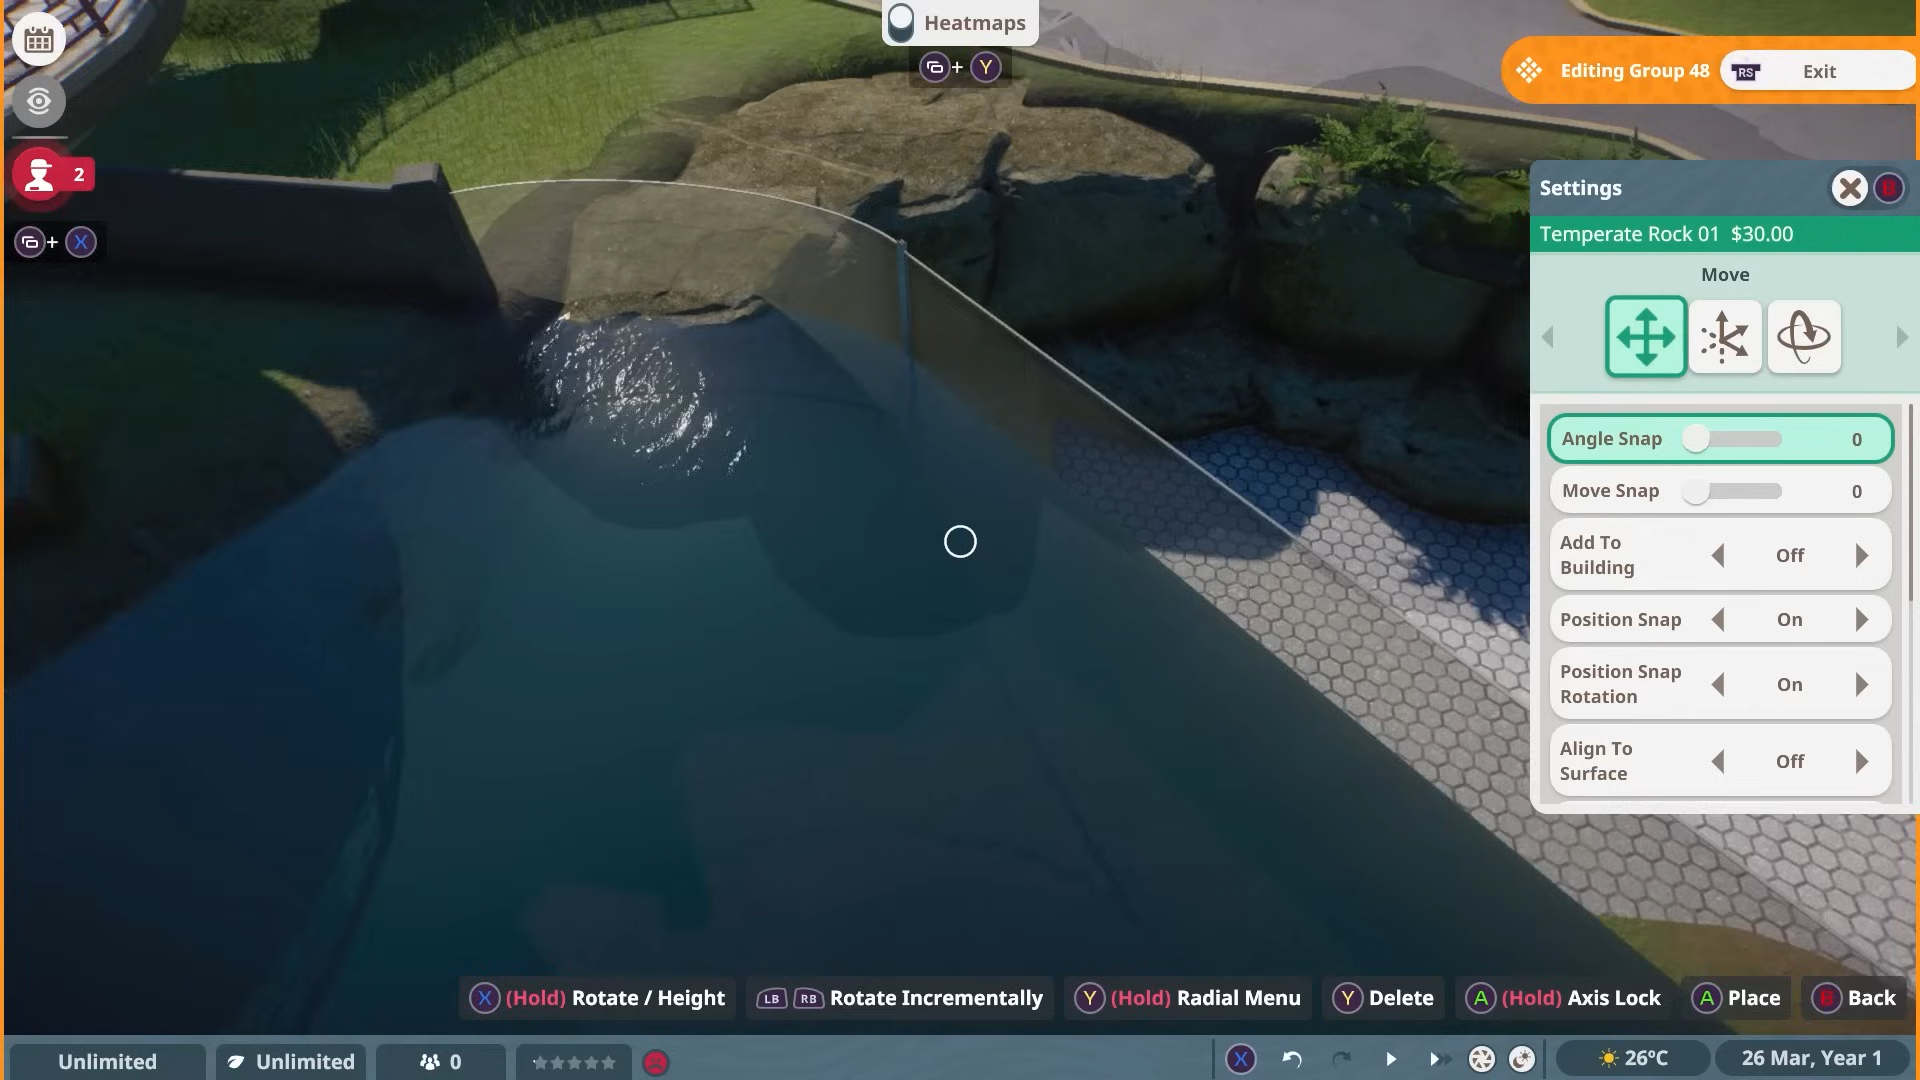 Heatmaps
+ Y
Editing Group 48
RS Exit
2
+ X
Settings
B
Temperate Rock 01 $30.00
Move
Angle Snap 0
Move Snap 0
Add To
Building
Off
Position Snap On
Position Snap
Rotation
On
Align To
Surface
Off
X (Hold) Rotate / Height
LB RB Rotate Incrementally
Y (Hold) Radial Menu
Y Delete
A (Hold) Axis Lock
A Place
B Back
Unlimited
Unlimited
0
X
26°C
26 Mar, Year 1